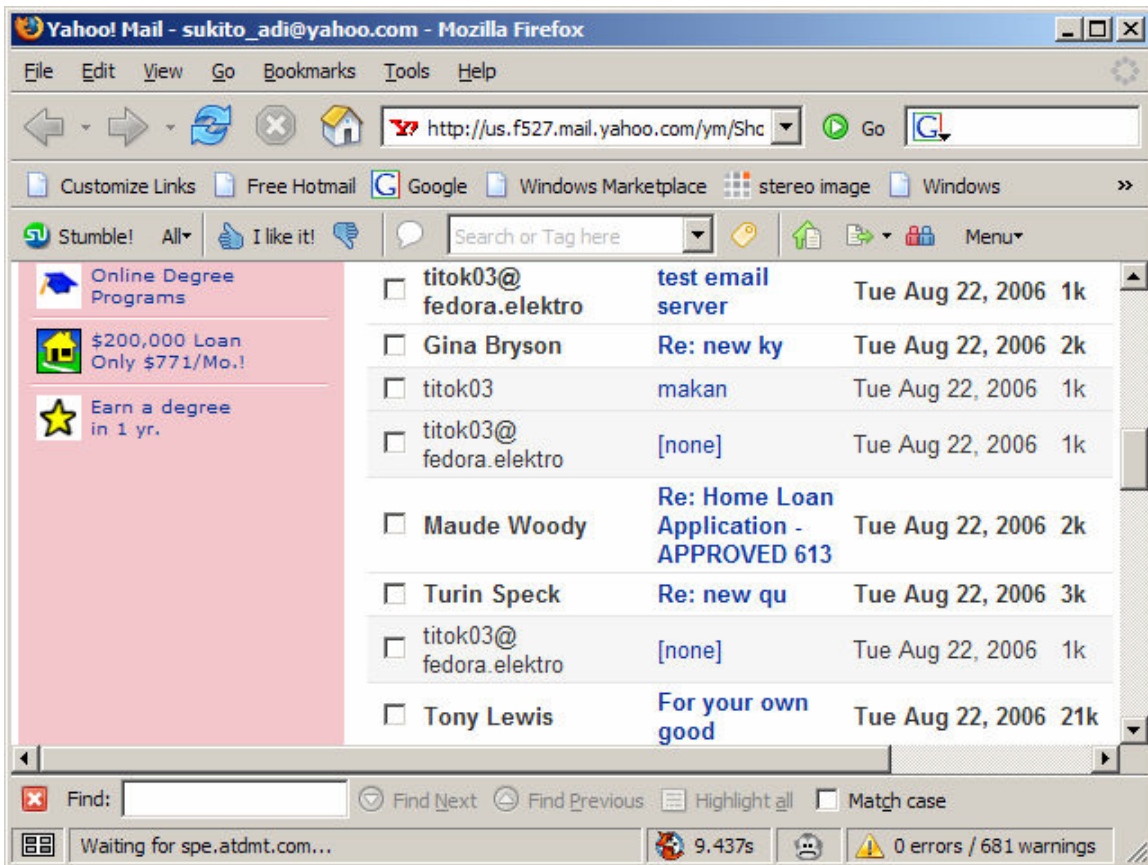 Yahoo! Mail - sukito_adi@yahoo.com - Mozilla Firefox
File Edit View Go Bookmarks Tools Help
http://us.f527.mail.yahoo.com/ym/Sho Go G
Customize Links Free Hotmail G Google Windows Marketplace stereo image Windows »
Stumble! All I like it! Search or Tag here Menu
Online Degree
Programs
$200,000 Loan
Only $771/Mo.!
Earn a degree
in 1 yr.
titok03@ test email
fedora.elektro server Tue Aug 22, 2006 1k
Gina Bryson Re: new ky Tue Aug 22, 2006 2k
titok03 makan Tue Aug 22, 2006 1k
titok03@
fedora.elektro [none] Tue Aug 22, 2006 1k
Re: Home Loan
Maude Woody Application - Tue Aug 22, 2006 2k
APPROVED 613
Turin Speck Re: new qu Tue Aug 22, 2006 3k
titok03@
fedora.elektro [none] Tue Aug 22, 2006 1k
For your own
Tony Lewis good Tue Aug 22, 2006 21k
Find: Find Next Find Previous Highlight all Match case
Waiting for spe.atdmt.com... 9.437s 0 errors / 681 warnings